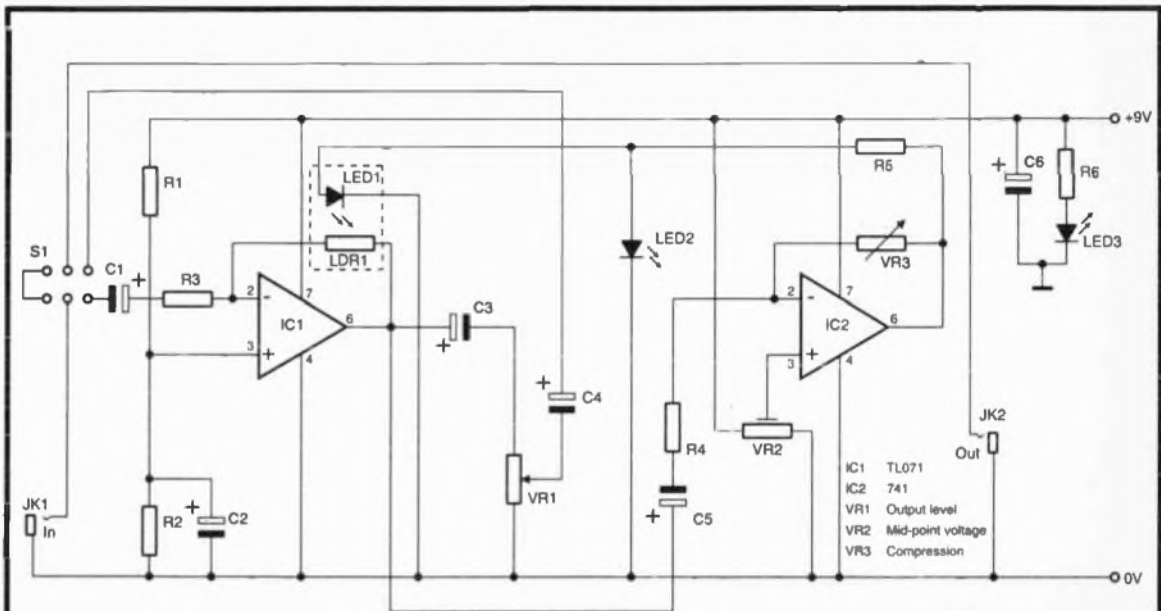 +9V
R1
LED1
R5
C6
R6
S1
C1
R3
LDR1
LED2
VR3
LED3
2
7
IC1
6
C3
2
7
IC2
6
3
4
C4
3
4
JK2
R4
VR2
Out
IC1 TL071
JK1
In
R2
C2
VR1
C5
IC2 741
VR1 Output level
VR2 Mid-point voltage
VR3 Compression
0V